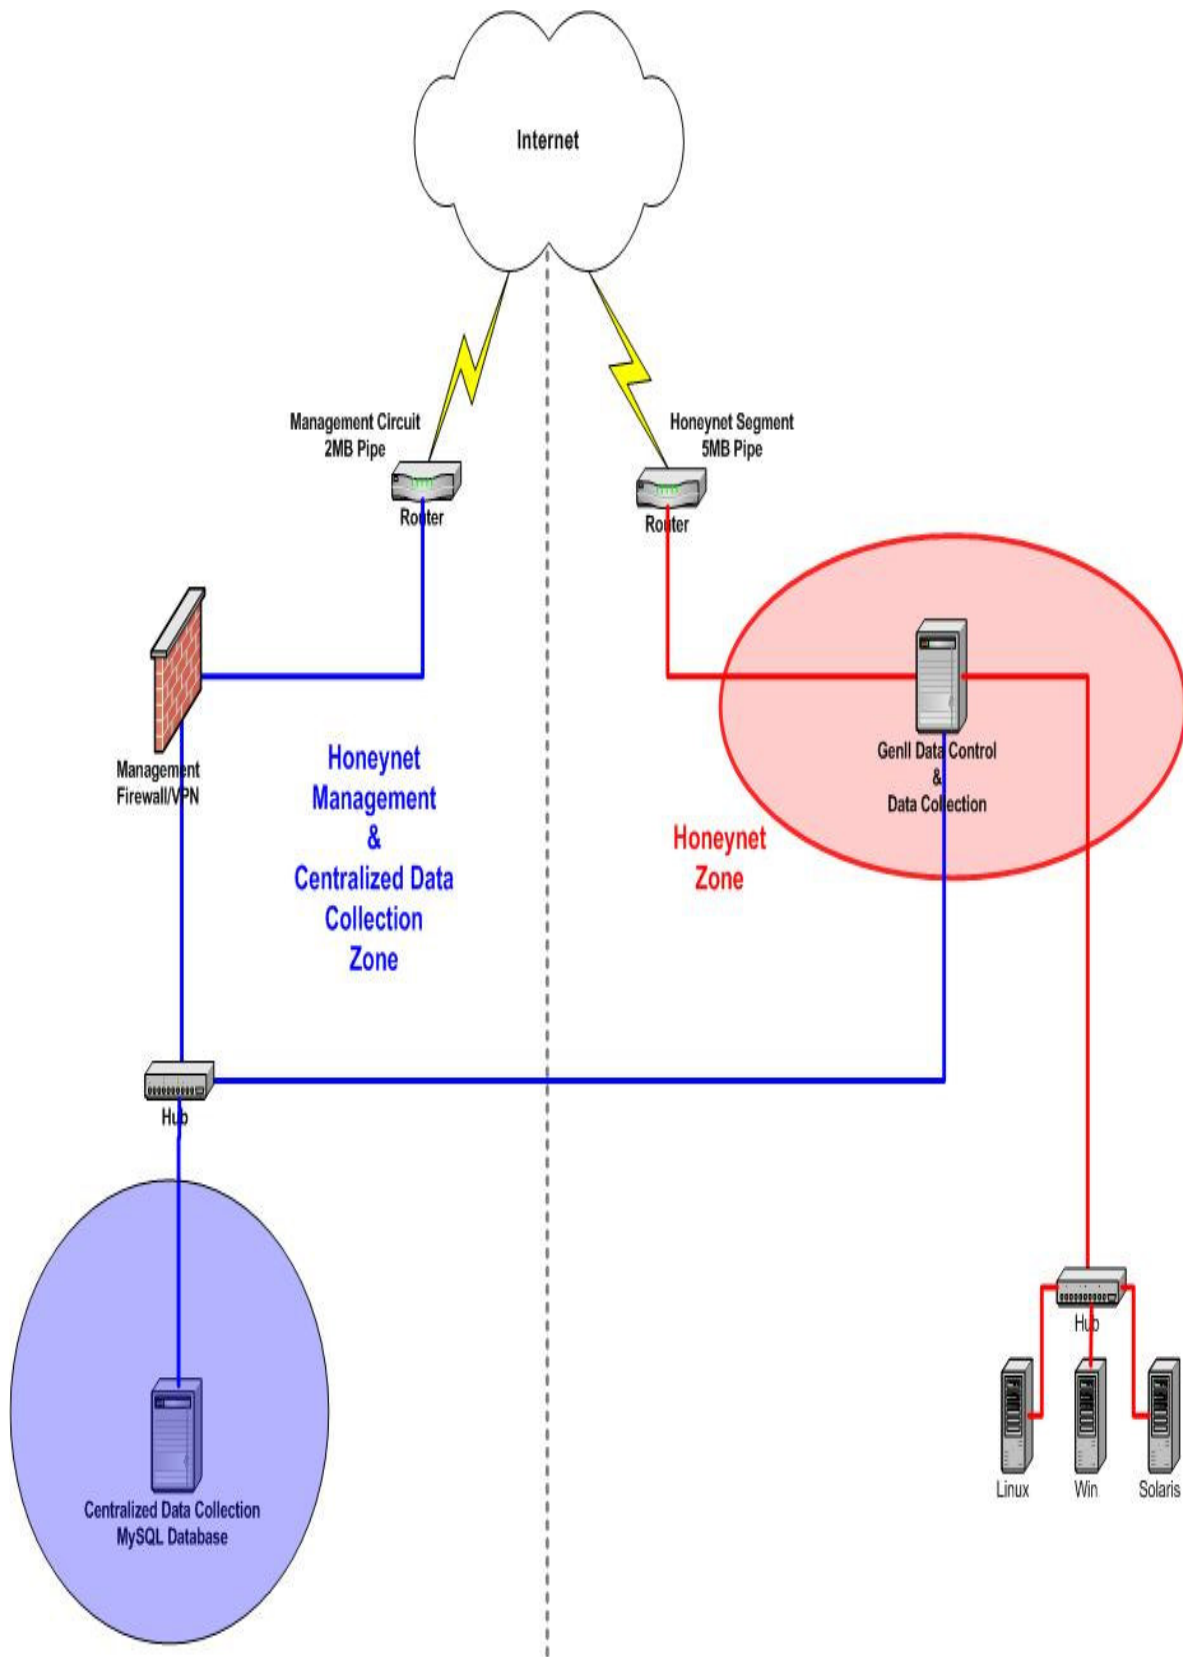 Internet
Management Circuit
2MB Pipe
Honeynet Segment
5MB Pipe
Router
Router
Management
Firewall/VPN
Honeynet
Management
&
Centralized Data
Collection
Zone
GenII Data Control
&
Data Collection
Honeynet
Zone
Hub
Centralized Data Collection
MySQL Database
Hub
Linux
Win
Solaris